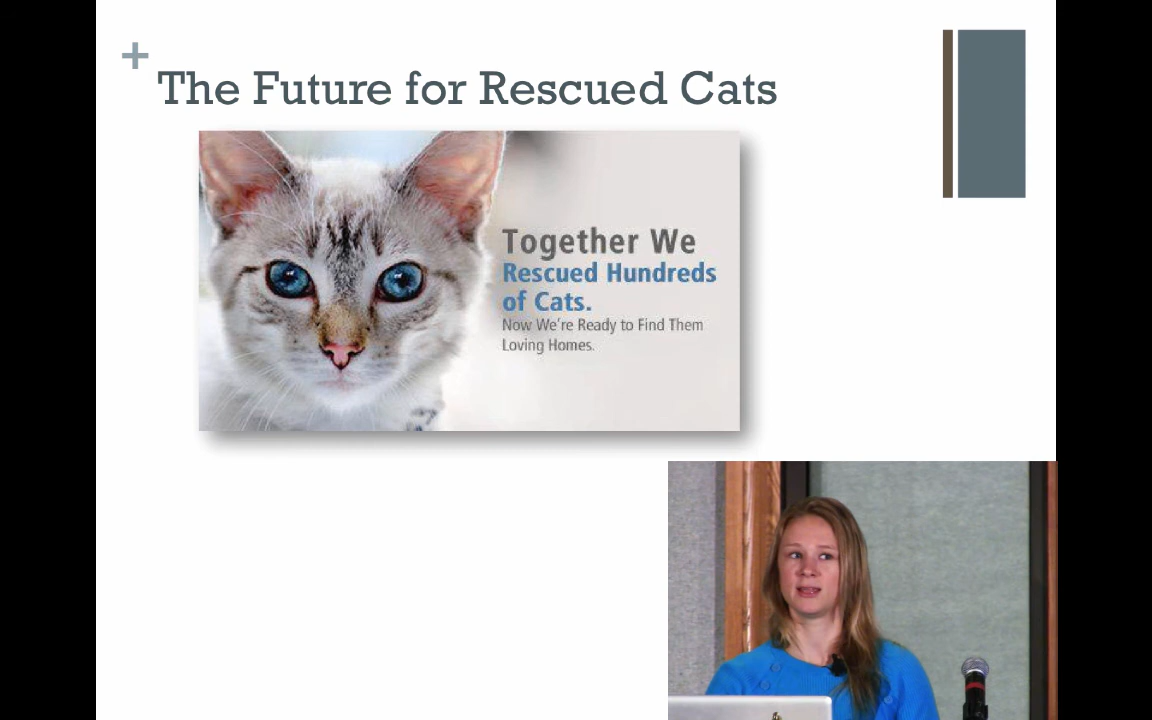 +
The Future for Rescued Cats
Together We
Rescued Hundreds
of Cats.
Now We're Ready to Find Them
Loving Homes.